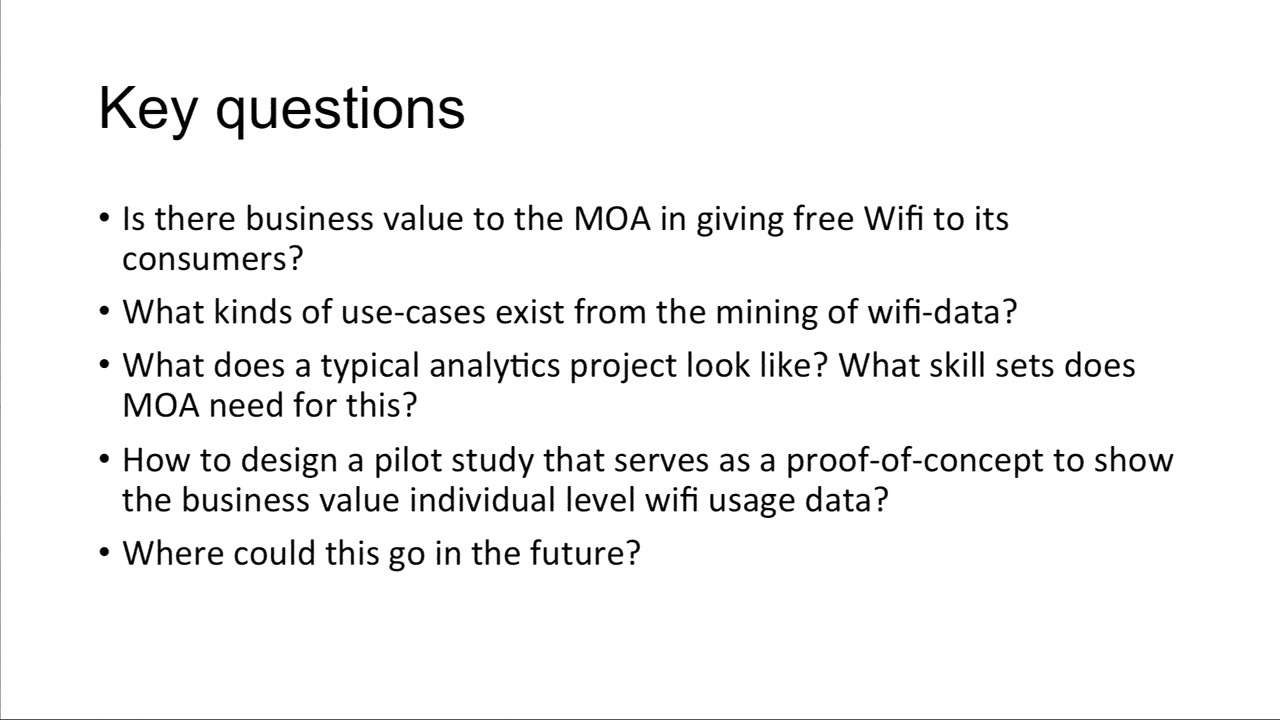 Key questions
• Is there business value to the MOA in giving free Wifi to its
consumers?
• What kinds of use-cases exist from the mining of wifi-data?
• What does a typical analytics project look like? What skill sets does
MOA need for this?
• How to design a pilot study that serves as a proof-of-concept to show
the business value individual level wifi usage data?
• Where could this go in the future?